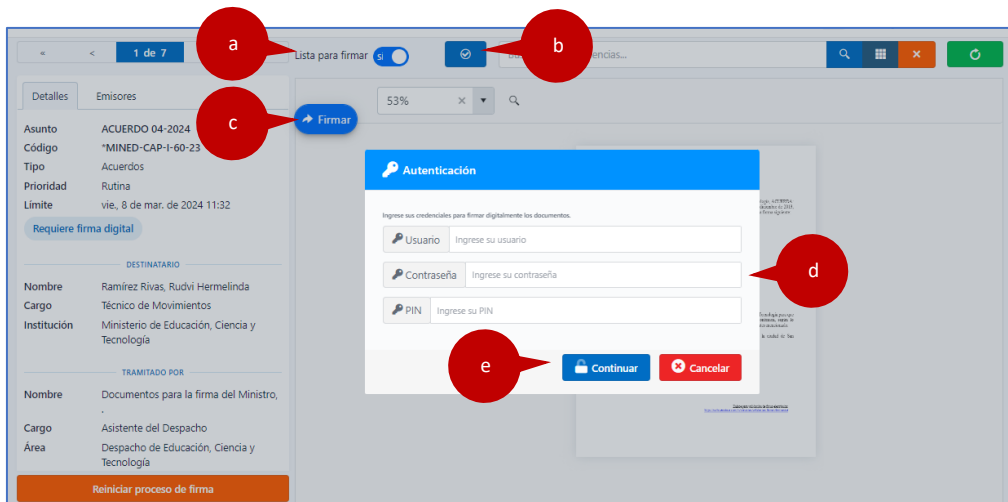 a
b
« < 1 de 7
Lista para firmar si
encias...
Detalles Emisores
53%
c
Firmar
Asunto ACUERDO 04-2024
Código *MINED-CAP-I-60-23
Tipo Acuerdos
Prioridad Rutina
Límite vie., 8 de mar. de 2024 11:32
Requiere firma digital
DESTINATARIO
Nombre Ramírez Rivas, Rudvi Hermelinda
Cargo Técnico de Movimientos
Institución Ministerio de Educación, Ciencia y
Tecnología
TRAMITADO POR
Nombre Documentos para la firma del Ministro,
.
Cargo Asistente del Despacho
Área Despacho de Educación, Ciencia y
Tecnología
Reiniciar proceso de firma
Autenticación
Ingrese sus credenciales para firmar digitalmente los documentos.
Usuario Ingrese su usuario
Contraseña Ingrese su contraseña
d
PIN Ingrese su PIN
e
Continuar Cancelar